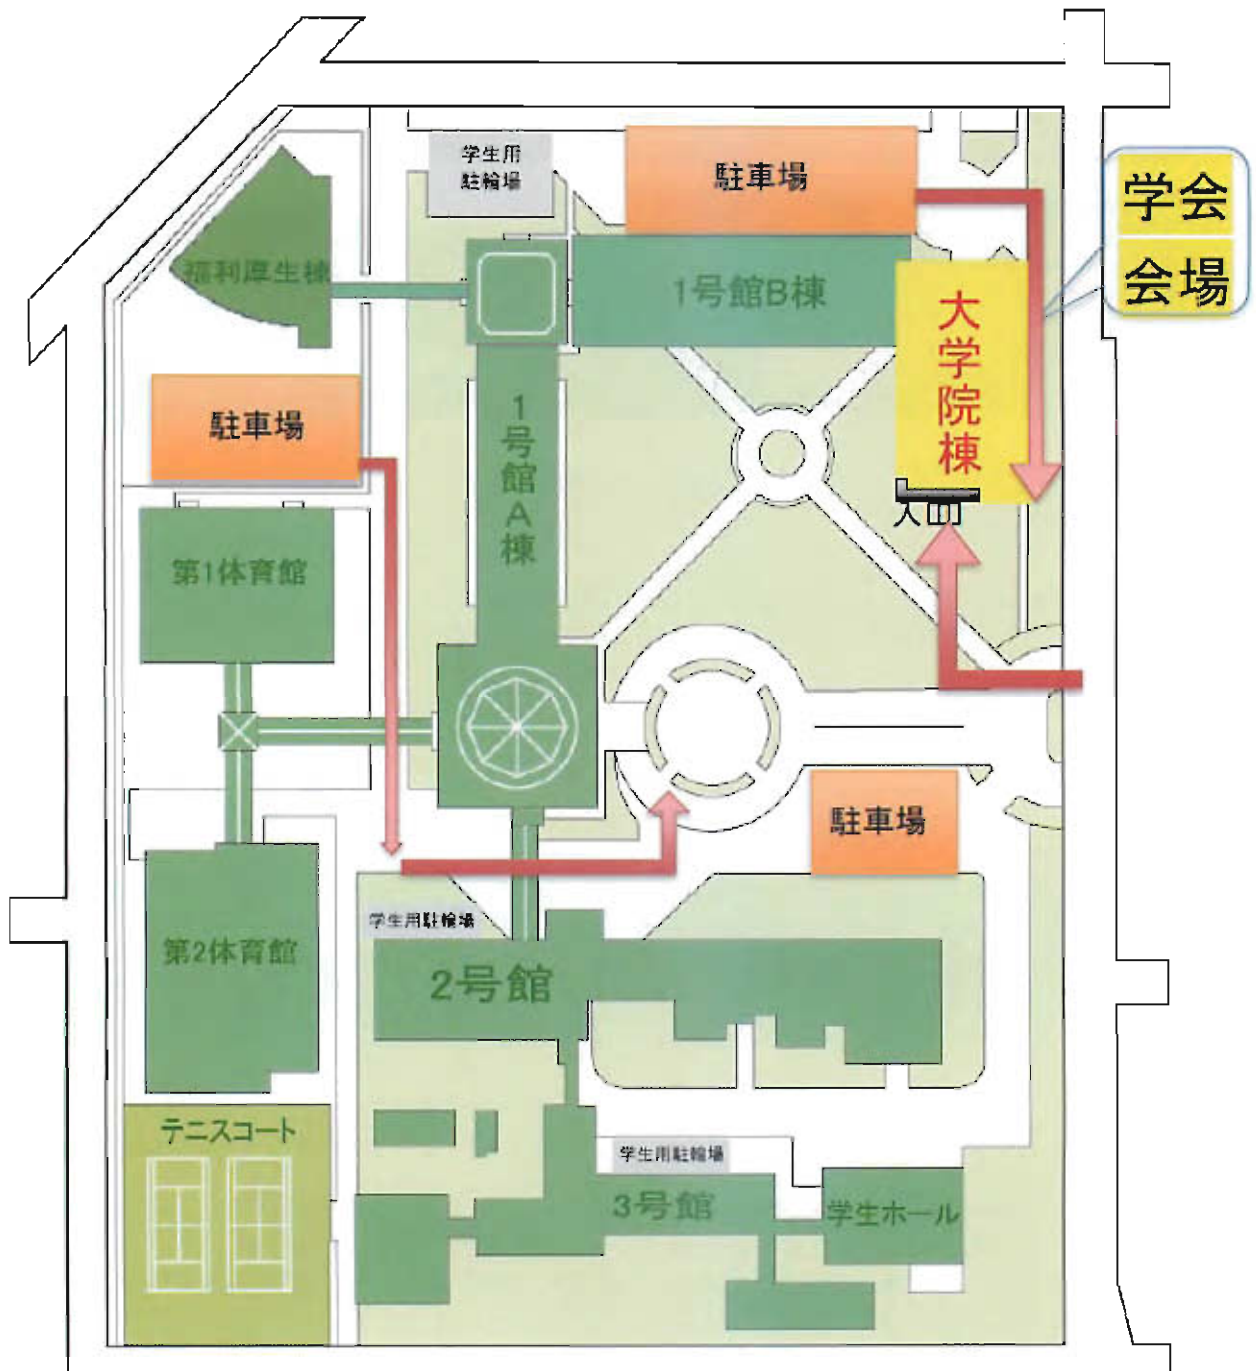 学生用
駐輪場
駐車場
学会
会場
福利厚生棟
1号館B棟
大学院棟
駐車場
1号館A棟
入口
第1体育館
駐車場
学生用駐輪場
第2体育館
2号館
テニスコート
学生用駐輪場
3号館
学生ホール